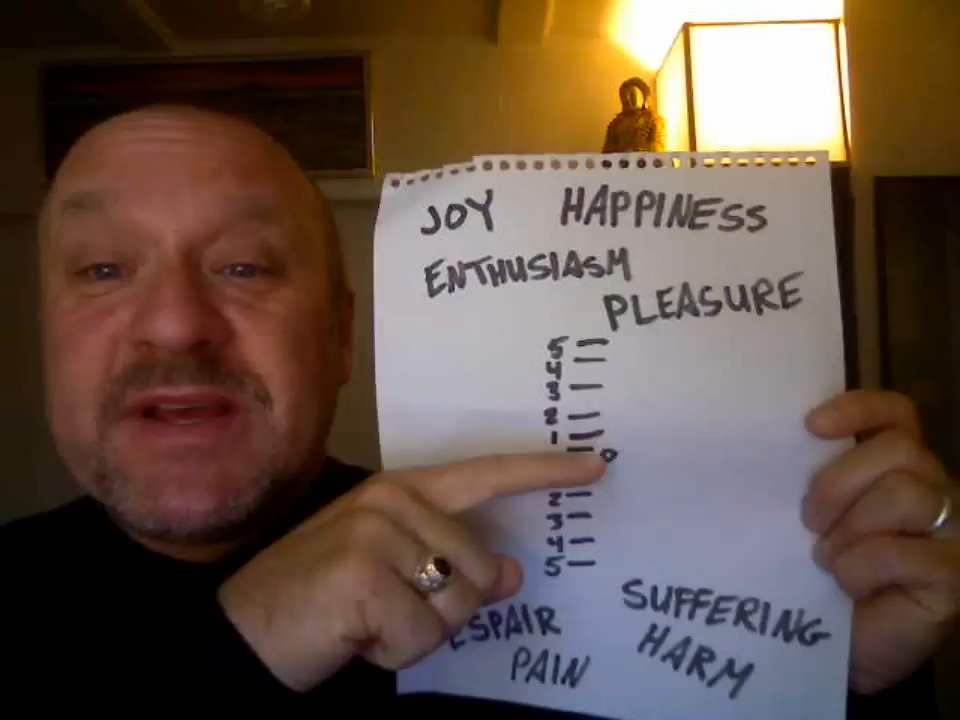 JOY HAPPINESS
ENTHUSIASM
PLEASURE
5
4
3
2
1
0
2
3
4
5
ESPAIR SUFFERING
PAIN HARM